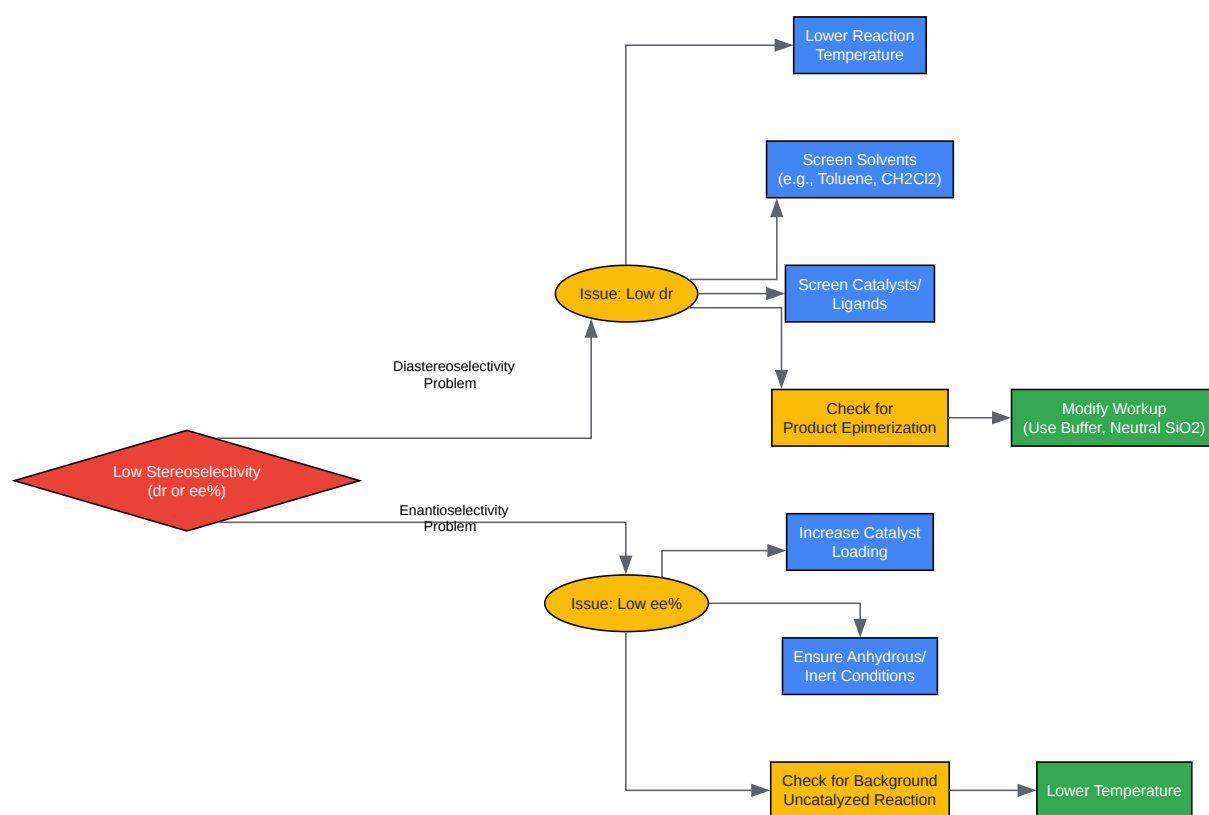 Lower Reaction
Temperature
Screen Solvents
(e.g., Toluene, CH2Cl2)
Issue: Low dr
Screen Catalysts/
Ligands
Diastereoselectivity
Problem
Check for
Product Epimerization
Modify Workup
(Use Buffer, Neutral SiO2)
Low Stereoselectivity
(dr or ee%)
Enantioselectivity
Problem
Increase Catalyst
Loading
Issue: Low ee%
Ensure Anhydrous/
Inert Conditions
Check for Background
Uncatalyzed Reaction
Lower Temperature